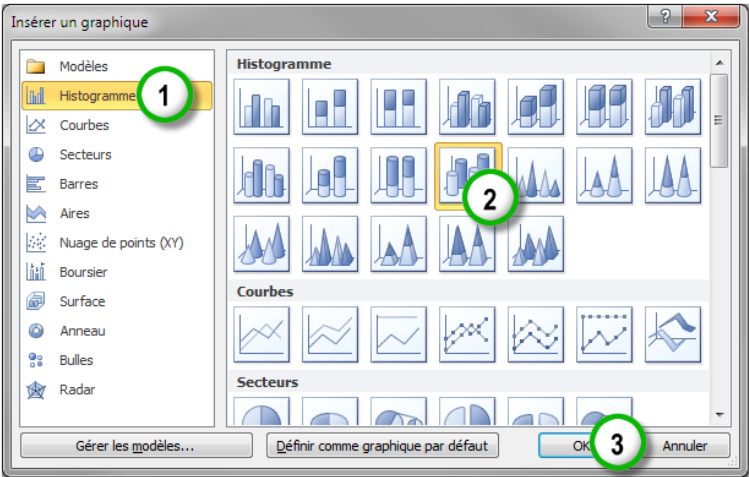 Insérer un graphique
Modèles
Histogramme
1
Courbes
Secteurs
Barres
Aires
Nuage de points (XY)
Boursier
Surface
Anneau
Bulles
Radar
Histogramme
2
Courbes
Secteurs
Gérer les modèles...
Définir comme graphique par défaut
OK
3
Annuler